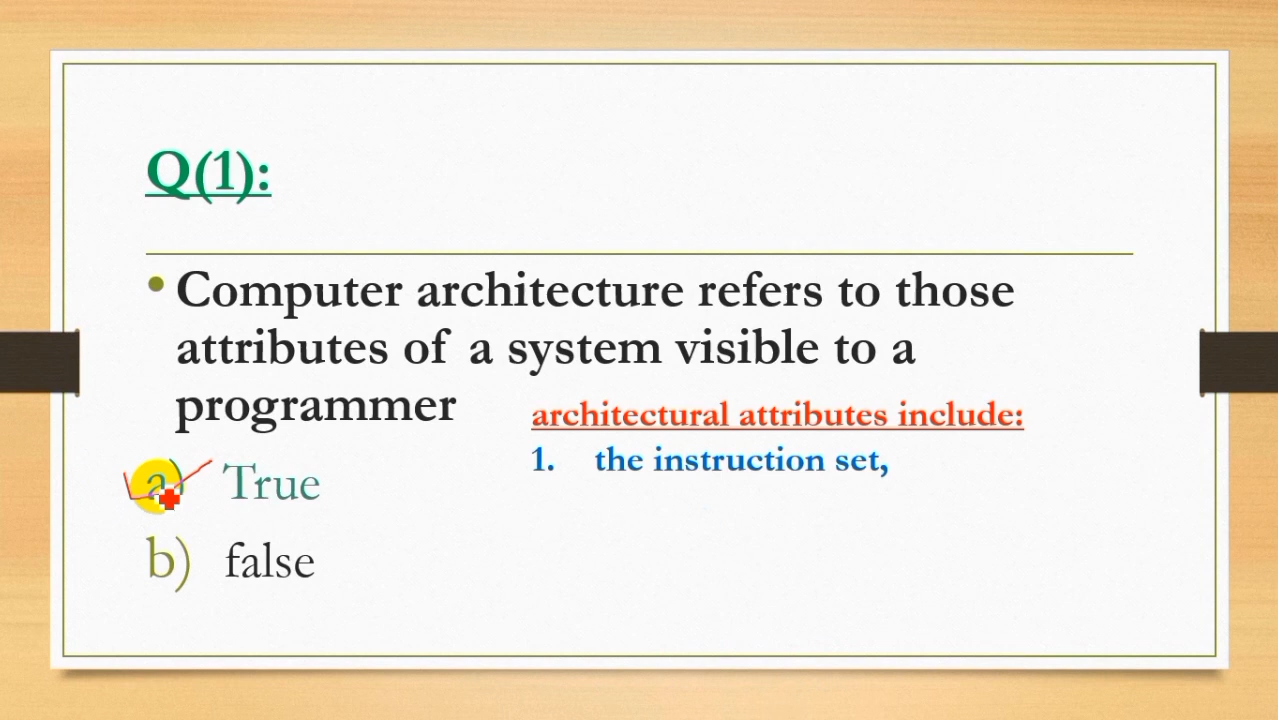 Q(1):
• Computer architecture refers to those
attributes of a system visible to a
programmer
architectural attributes include:
1. the instruction set,
a) True
b) false